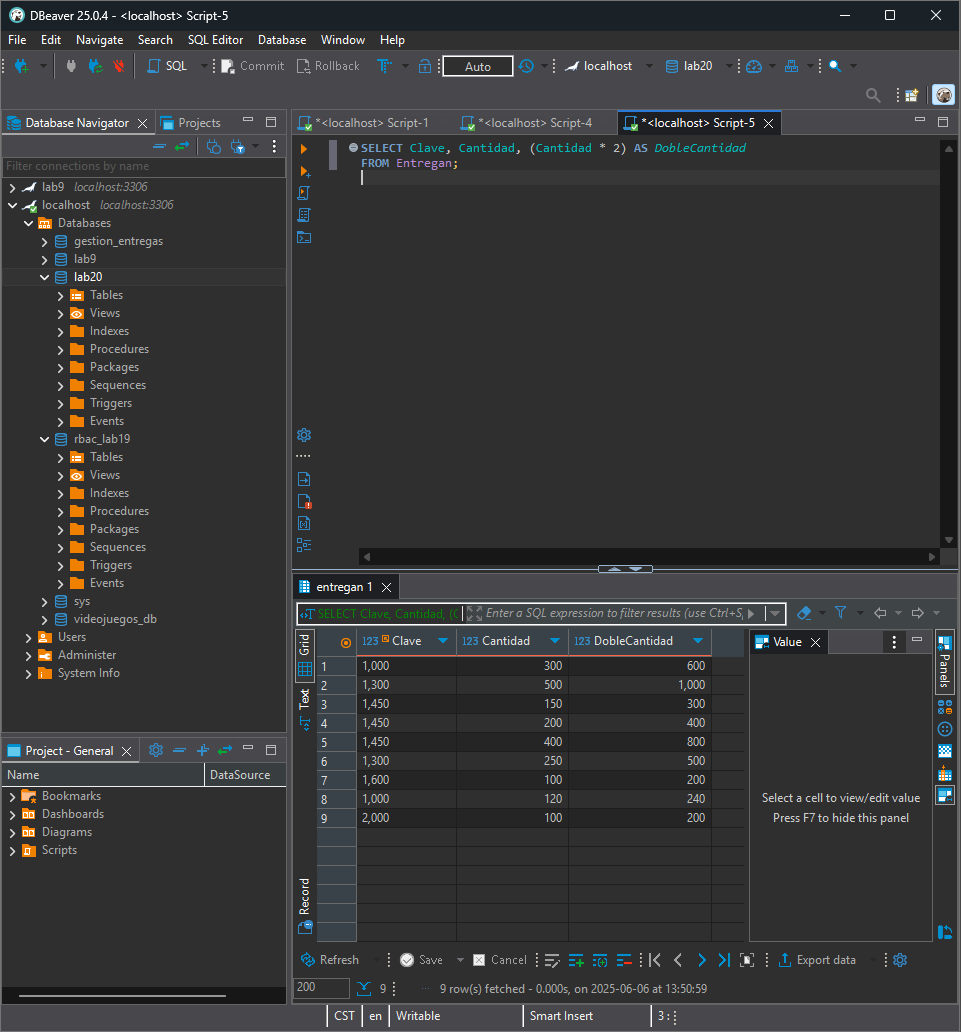 DBeaver 25.0.4 - <localhost> Script-5
File Edit Navigate Search SQL Editor Database Window Help
SQL Commit Rollback Auto localhost lab20
Database Navigator Projects
Filter connections by name
lab9 localhost:3306
localhost localhost:3306
Databases
gestion_entregas
lab9
lab20
Tables
Views
Indexes
Procedures
Packages
Sequences
Triggers
Events
rbac_lab19
Tables
Views
Indexes
Procedures
Packages
Sequences
Triggers
Events
sys
videojuegos_db
Users
Administer
System Info
Project - General
Name DataSource
Bookmarks
Dashboards
Diagrams
Scripts
*<localhost> Script-1 *<localhost> Script-4 *<localhost> Script-5
SELECT Clave, Cantidad, (Cantidad * 2) AS DobleCantidad
FROM Entregan;
entregan 1
SELECT Clave, Cantidad, (C Enter a SQL expression to filter results (use Ctrl+S
Grid
Text
Record
123 Clave 123 Cantidad 123 DobleCantidad
1 1,000 300 600
2 1,300 500 1,000
3 1,450 150 300
4 1,450 200 400
5 1,450 400 800
6 1,300 250 500
7 1,600 100 200
8 1,000 120 240
9 2,000 100 200
Value
Panels
Select a cell to view/edit value
Press F7 to hide this panel
Refresh Save Cancel Export data
200 9 9 row(s) fetched - 0.000s, on 2025-06-06 at 13:50:59
CST en Writable Smart Insert 3 :